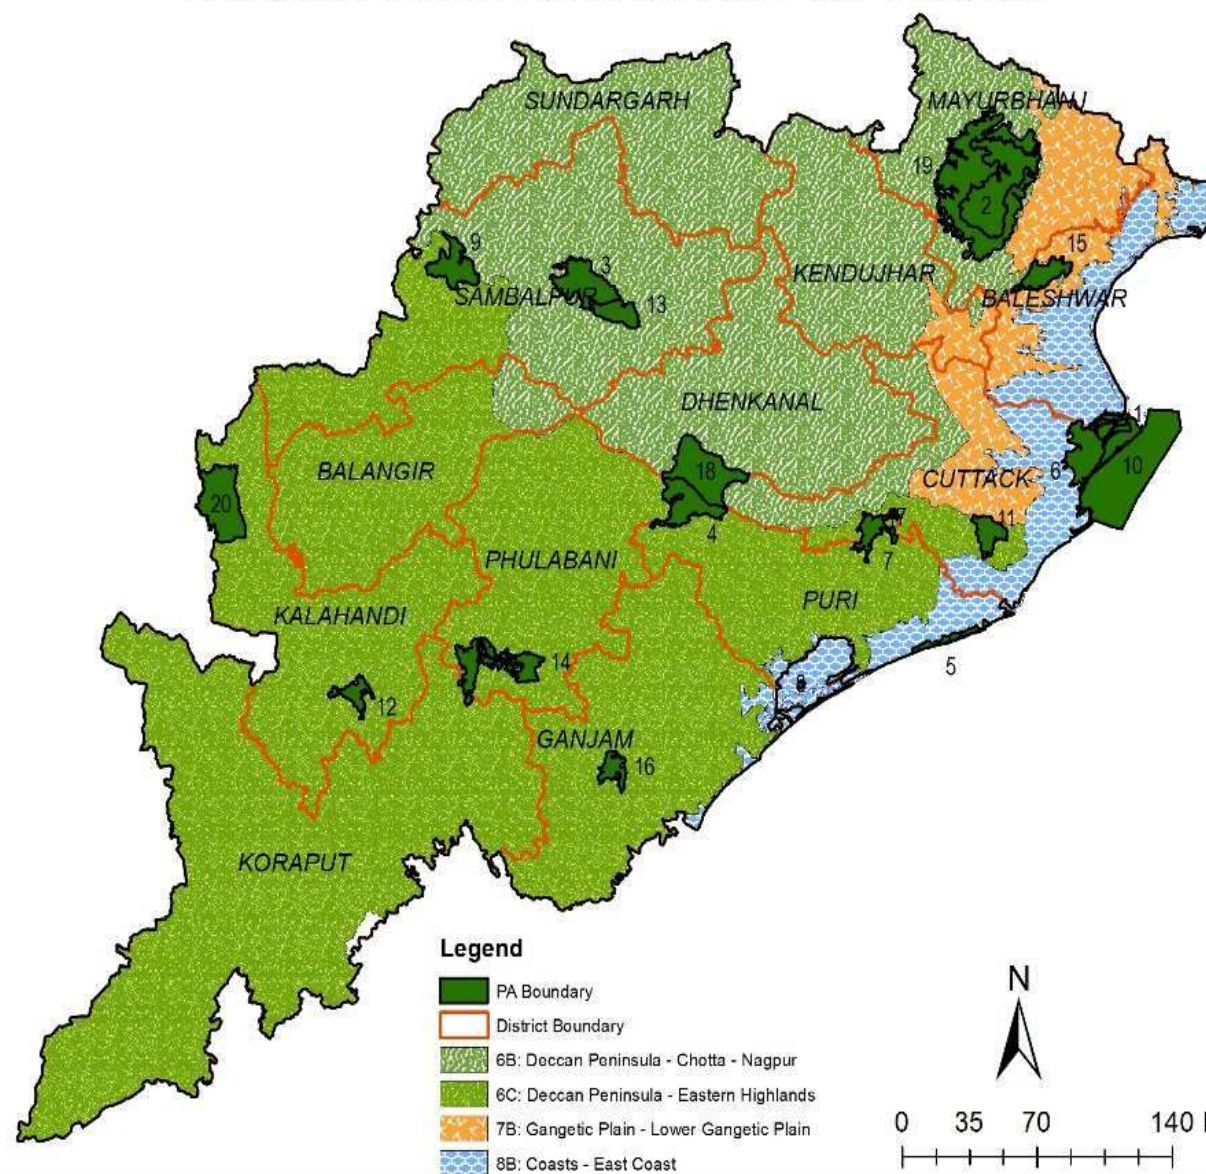 SUNDARGARH
MAYURBHANJ
19
2
9
3
15
SAMBALPUR
13
KENDUJHAR
BALESHWAR
DHENKANAL
1
BALANGIR
18
CUTTACK
6
10
20
4
17
11
PHULABANI
7
KALAHANDI
PURI
14
5
8
12
GANJAM
16
KORAPUT
Legend
PA Boundary
District Boundary
6B: Deccan Peninsula - Chotta - Nagpur
6C: Deccan Peninsula - Eastern Highlands
7B: Gangetic Plain - Lower Gangetic Plain
8B: Coasts - East Coast
N
0 35 70 140